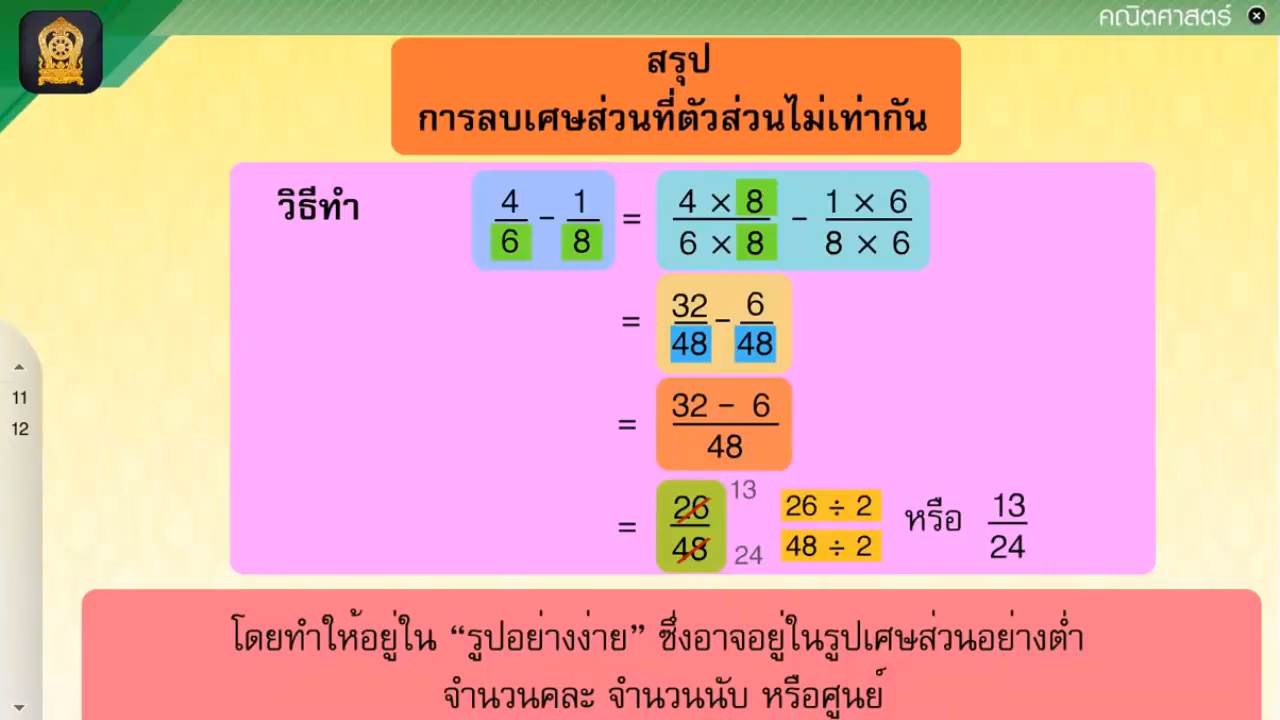 คณิตศาสตร์
สรุป
การลบเศษส่วนที่ตัวส่วนไม่เท่ากัน
วิธีทำ 4/6 - 1/8 = 4 × 8/6 × 8 - 1 × 6/8 × 6
= 32/48 - 6/48
= 32 - 6/48
= 26/48 13 24 26 ÷ 2 48 ÷ 2 หรือ 13/24
11
12
โดยทำให้อยู่ใน “รูปอย่างง่าย” ซึ่งอาจอยู่ในรูปเศษส่วนอย่างต่ำ
จำนวนคละ จำนวนนับ หรือศูนย์